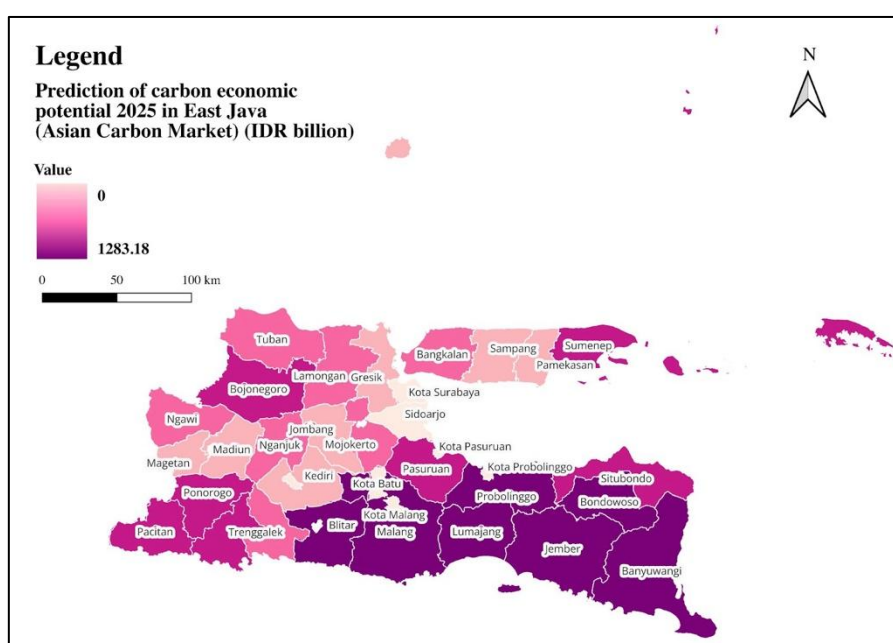 Legend
Prediction of carbon economic
potential 2025 in East Java
(Asian Carbon Market) (IDR billion)
Value
0
1283.18
0 50 100 km
N
Tuban
Bangkalan
Sampang
Sumenep
Pamekasan
Lamongan
Gresik
Bojonegoro
Kota Surabaya
Sidoarjo
Ngawi
Jombang
Madiun
Nganjuk
Mojokerto
Kota Pasuruan
Magetan
Pasuruan
Kota Probolinggo
Kediri
Kota Batu
Situbondo
Ponorogo
Probolinggo
Bondowoso
Kota Malang
Pacitan
Trenggalek
Blitar
Malang
Lumajang
Jember
Banyuwangi